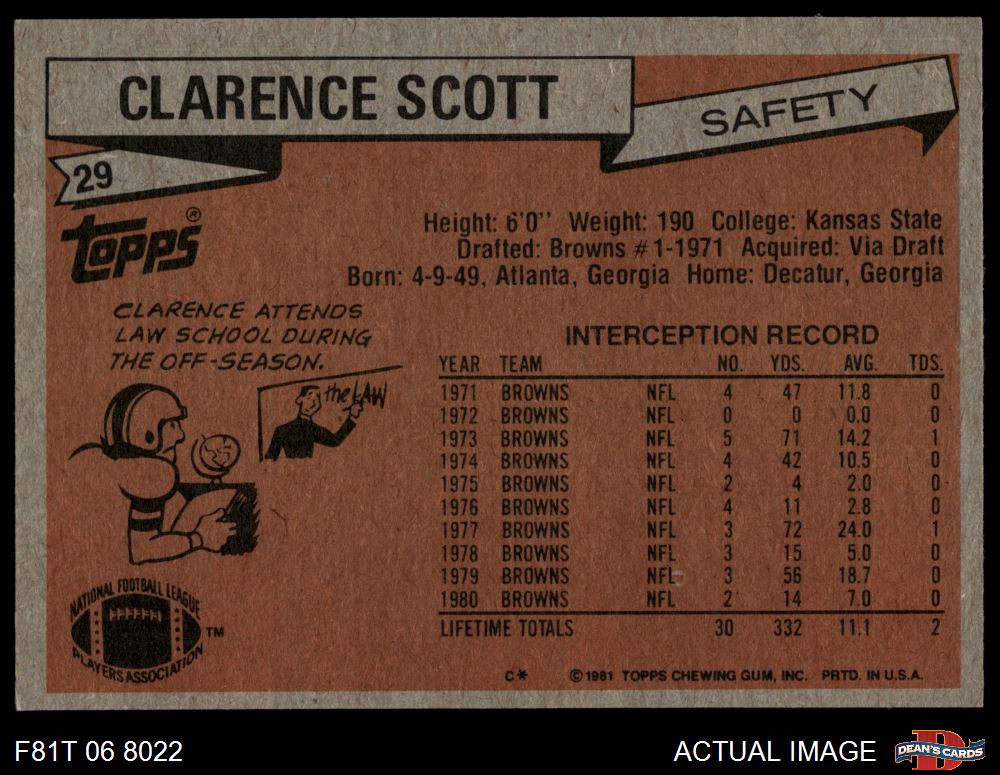 CLARENCE SCOTT
SAFETY
29
Topps®
Height: 6'0'' Weight: 190 College: Kansas State
Drafted: Browns #1-1971 Acquired: Via Draft
Born: 4-9-49, Atlanta, Georgia Home: Decatur, Georgia
CLARENCE ATTENDS
LAW SCHOOL DURING
THE OFF-SEASON.
the LAW
INTERCEPTION RECORD
YEAR TEAM NO. YDS. AVG. TDS.
1971 BROWNS NFL 4 47 11.8 0
1972 BROWNS NFL 0 0 0.0 0
1973 BROWNS NFL 5 71 14.2 1
1974 BROWNS NFL 4 42 10.5 0
1975 BROWNS NFL 2 4 2.0 0
1976 BROWNS NFL 4 11 2.8 0
1977 BROWNS NFL 3 72 24.0 1
1978 BROWNS NFL 3 15 5.0 0
1979 BROWNS NFL 3 56 18.7 0
1980 BROWNS NFL 2 14 7.0 0
LIFETIME TOTALS 30 332 11.1 2
NATIONAL FOOTBALL LEAGUE
PLAYERS ASSOCIATION
TM
C* ©1981 TOPPS CHEWING GUM, INC. PRTD. IN U.S.A.
F81T 06 8022
ACTUAL IMAGE
D
DEAN'S CARDS